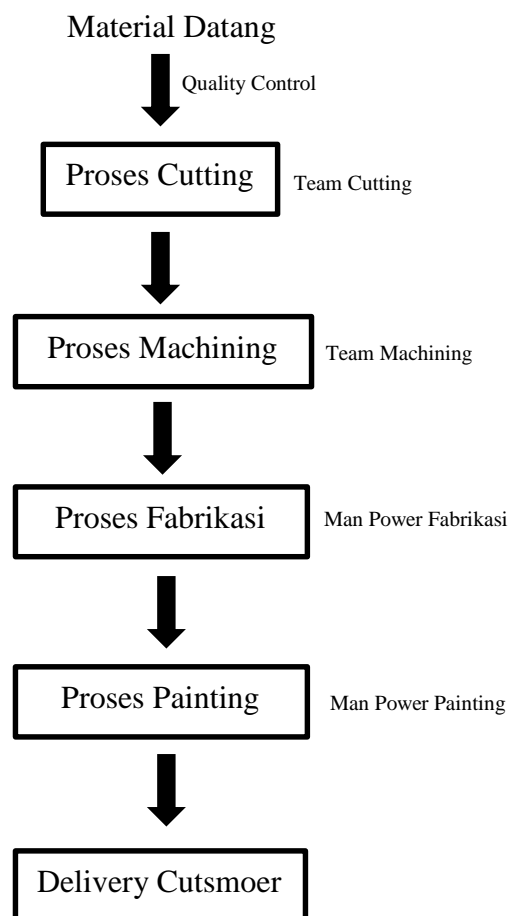 Material Datang
Quality Control
Proses Cutting
Team Cutting
Proses Machining
Team Machining
Proses Fabrikasi
Man Power Fabrikasi
Proses Painting
Man Power Painting
Delivery Cutsmoer